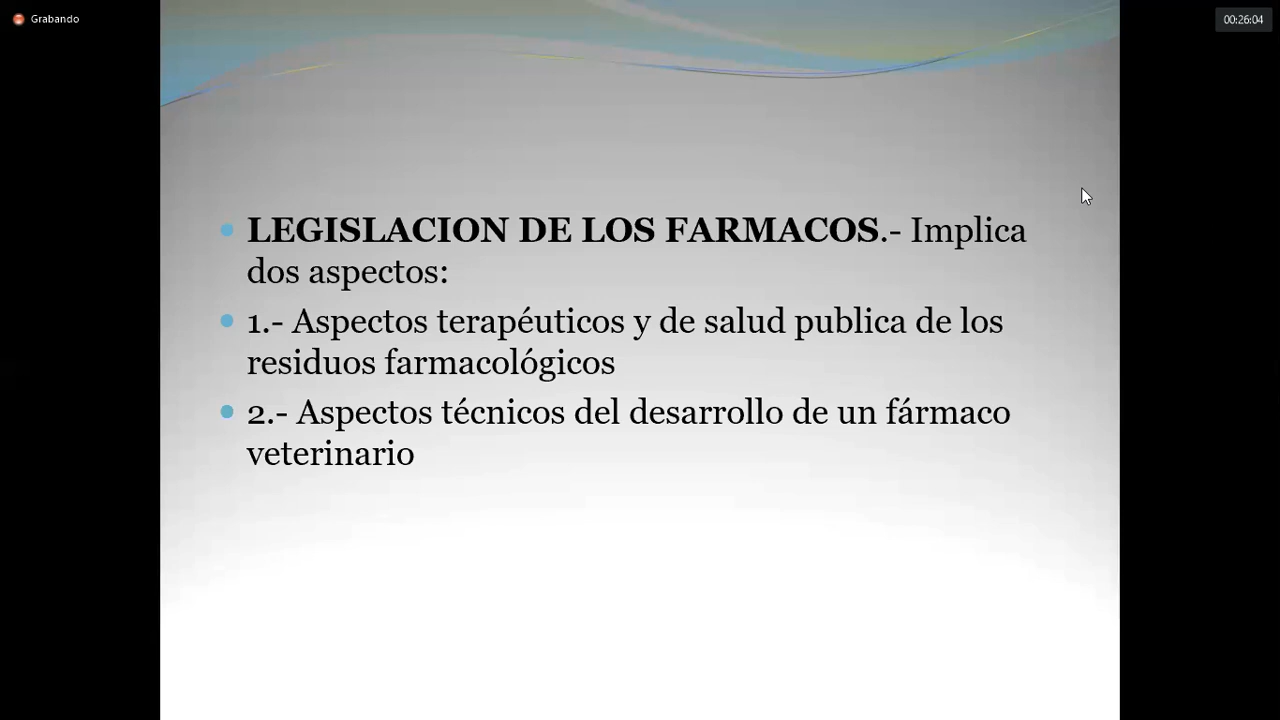 Grabando
00:26:04
LEGISLACION DE LOS FARMACOS.- Implica
dos aspectos:
1.- Aspectos terapéuticos y de salud publica de los
residuos farmacológicos
2.- Aspectos técnicos del desarrollo de un fármaco
veterinario